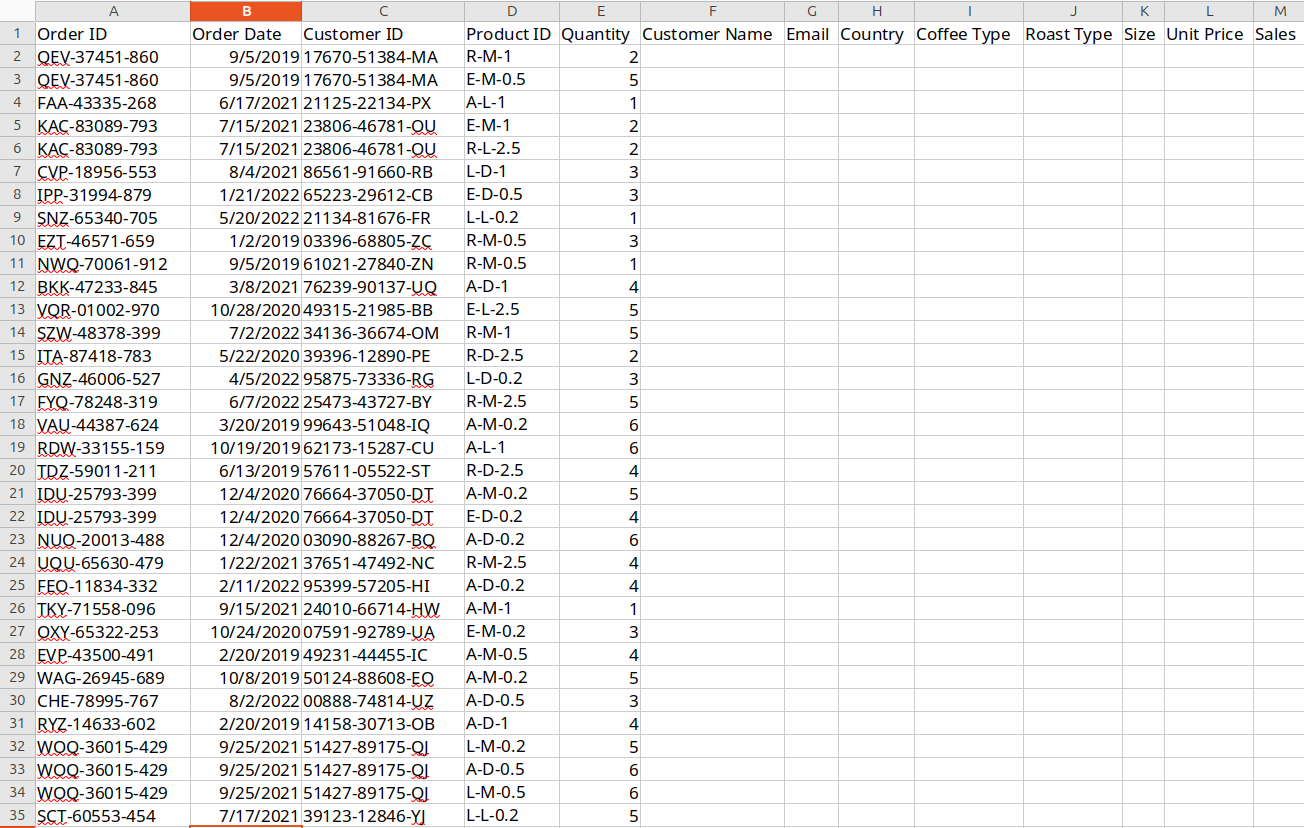 A B C D E F G H I J K L M
1 Order ID Order Date Customer ID Product ID Quantity Customer Name Email Country Coffee Type Roast Type Size Unit Price Sales
2 QEV-37451-860 9/5/2019 17670-51384-MA R-M-1 2
3 QEV-37451-860 9/5/2019 17670-51384-MA E-M-0.5 5
4 FAA-43335-268 6/17/2021 21125-22134-PX A-L-1 1
5 KAC-83089-793 7/15/2021 23806-46781-OU E-M-1 2
6 KAC-83089-793 7/15/2021 23806-46781-OU R-L-2.5 2
7 CVP-18956-553 8/4/2021 86561-91660-RB L-D-1 3
8 IPP-31994-879 1/21/2022 65223-29612-CB E-D-0.5 3
9 SNZ-65340-705 5/20/2022 21134-81676-FR L-L-0.2 1
10 EZT-46571-659 1/2/2019 03396-68805-ZC R-M-0.5 3
11 NWQ-70061-912 9/5/2019 61021-27840-ZN R-M-0.5 1
12 BKK-47233-845 3/8/2021 76239-90137-UQ A-D-1 4
13 VQR-01002-970 10/28/2020 49315-21985-BB E-L-2.5 5
14 SZW-48378-399 7/2/2022 34136-36674-OM R-M-1 5
15 ITA-87418-783 5/22/2020 39396-12890-PE R-D-2.5 2
16 GNZ-46006-527 4/5/2022 95875-73336-RG L-D-0.2 3
17 FYQ-78248-319 6/7/2022 25473-43727-BY R-M-2.5 5
18 VAU-44387-624 3/20/2019 99643-51048-IQ A-M-0.2 6
19 RDW-33155-159 10/19/2019 62173-15287-CU A-L-1 6
20 TDZ-59011-211 6/13/2019 57611-05522-ST R-D-2.5 4
21 IDU-25793-399 12/4/2020 76664-37050-DT A-M-0.2 5
22 IDU-25793-399 12/4/2020 76664-37050-DT E-D-0.2 4
23 NUO-20013-488 12/4/2020 03090-88267-BQ A-D-0.2 6
24 UQU-65630-479 1/22/2021 37651-47492-NC R-M-2.5 4
25 FEO-11834-332 2/11/2022 95399-57205-HI A-D-0.2 4
26 TKY-71558-096 9/15/2021 24010-66714-HW A-M-1 1
27 OXY-65322-253 10/24/2020 07591-92789-UA E-M-0.2 3
28 EVP-43500-491 2/20/2019 49231-44455-IC A-M-0.5 4
29 WAG-26945-689 10/8/2019 50124-88608-EO A-M-0.2 5
30 CHE-78995-767 8/2/2022 00888-74814-UZ A-D-0.5 3
31 RYZ-14633-602 2/20/2019 14158-30713-OB A-D-1 4
32 WOQ-36015-429 9/25/2021 51427-89175-QJ L-M-0.2 5
33 WOQ-36015-429 9/25/2021 51427-89175-QJ A-D-0.5 6
34 WOQ-36015-429 9/25/2021 51427-89175-QJ L-M-0.5 6
35 SCT-60553-454 7/17/2021 39123-12846-YJ L-L-0.2 5